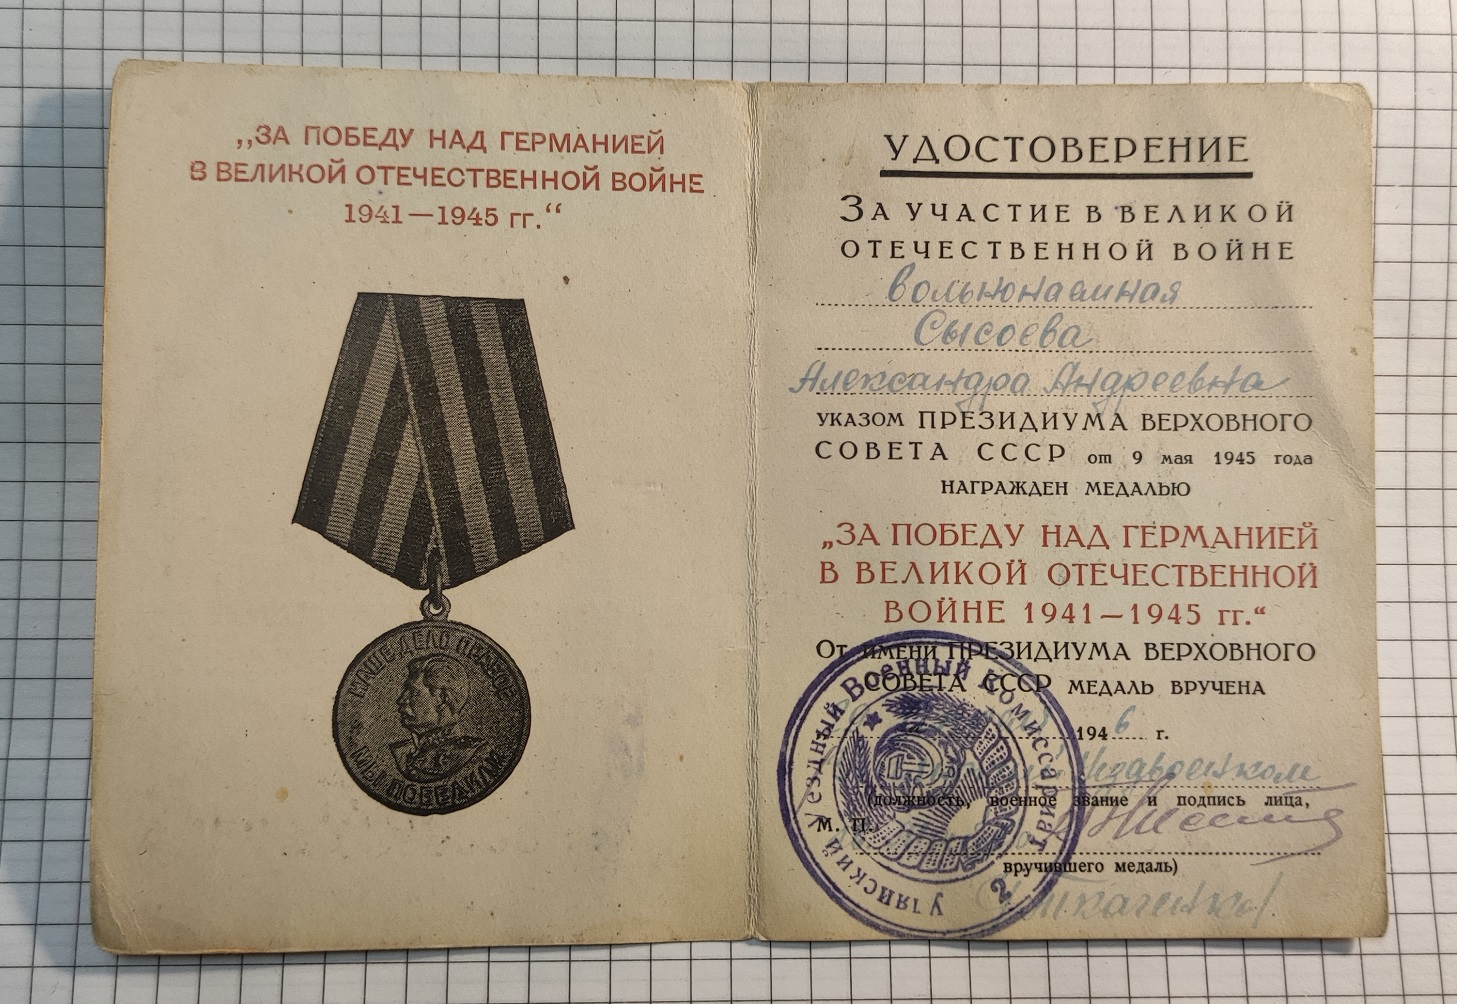 „ЗА ПОБЕДУ НАД ГЕРМАНИЕЙ
В ВЕЛИКОЙ ОТЕЧЕСТВЕННОЙ ВОЙНЕ
1941—1945 гг.“
НАШЕ ДЕЛО ПРАВОЕ
МЫ ПОБЕДИЛИ
УДОСТОВЕРЕНИЕ
ЗА УЧАСТИЕ В ВЕЛИКОЙ
ОТЕЧЕСТВЕННОЙ ВОЙНЕ
вольнонаемная
Сысоева
Александра Андреевна
УКАЗОМ ПРЕЗИДИУМА ВЕРХОВНОГО
СОВЕТА СССР от 9 мая 1945 года
НАГРАЖДЕН МЕДАЛЬЮ
„ЗА ПОБЕДУ НАД ГЕРМАНИЕЙ
В ВЕЛИКОЙ ОТЕЧЕСТВЕННОЙ
ВОЙНЕ 1941—1945 гг.“
От имени ПРЕЗИДИУМА ВЕРХОВНОГО
СОВЕТА СССР МЕДАЛЬ ВРУЧЕНА
1946 г.
(должность, военное звание и подпись лица,
М. П.
вручившего медаль)
Уездный Военный Комиссариат
2